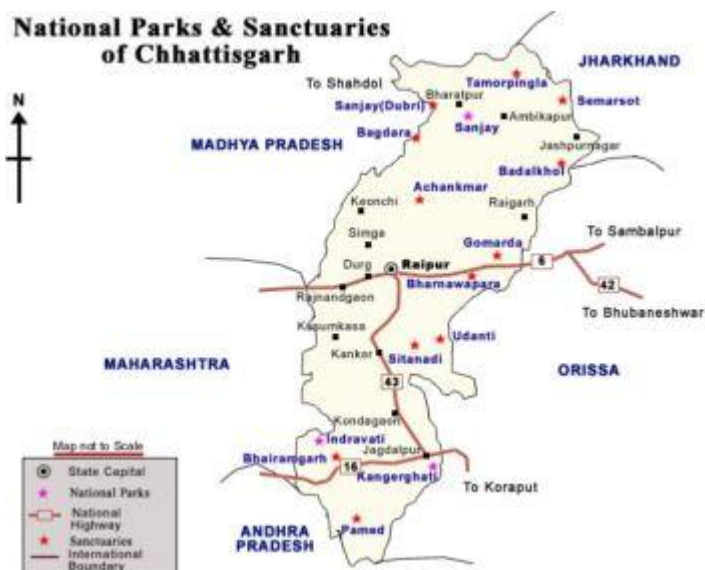 National Parks & Sanctuaries
of Chhattisgarh
JHARKHAND
Tamorpingla
To Shahdol
Bharatpur
Semarsot
Sanjay(Dubri)
N
Sanjay
Ambikapur
Bagdara
MADHYA PRADESH
Jashpurnagar
Badalkhol
Achankmar
Keonchi
Raigarh
Simga
To Sambalpur
Gomarda
Durg
Raipur
6
Bharnawapara
42
Rajnandgaon
To Bhubaneshwar
Kusumkasa
Udanti
MAHARASHTRA
Kanker
Sitanadi
ORISSA
43
Kondagaon
Map not to Scale
Indravati
Jagdalpur
State Capital
Bhairamgarh
16
Kangerghati
National Parks
To Koraput
National
Highway
Pamed
ANDHRA
PRADESH
Sanctuaries
International
Boundary